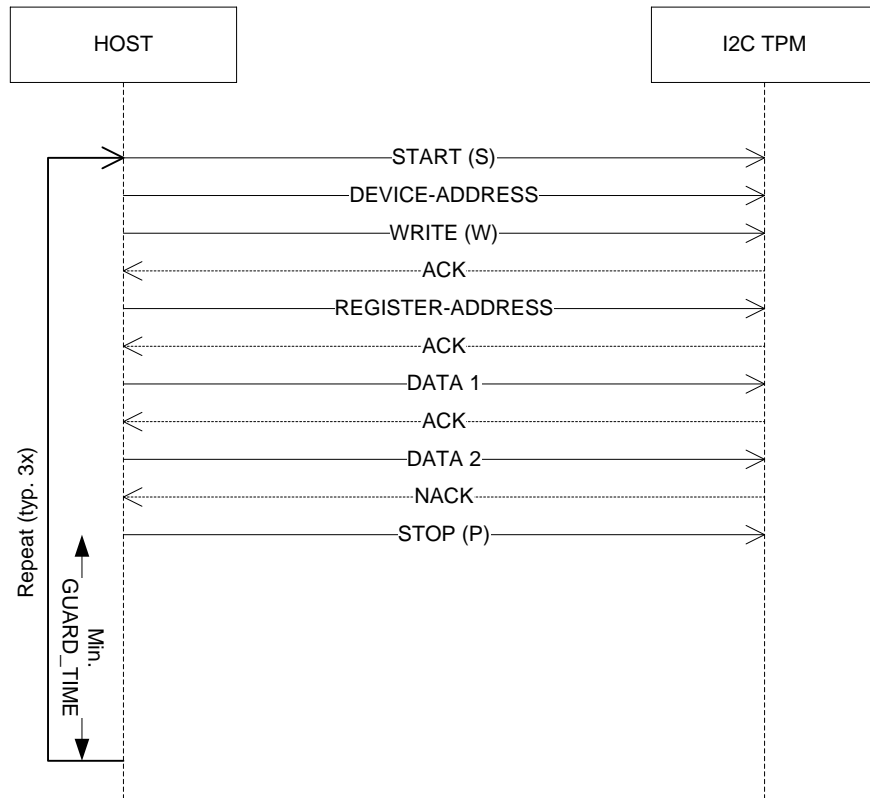 HOST
I2C TPM
START (S)
DEVICE-ADDRESS
WRITE (W)
ACK
REGISTER-ADDRESS
ACK
DATA 1
ACK
DATA 2
NACK
STOP (P)
Repeat (typ. 3x)
Min.
GUARD_TIME